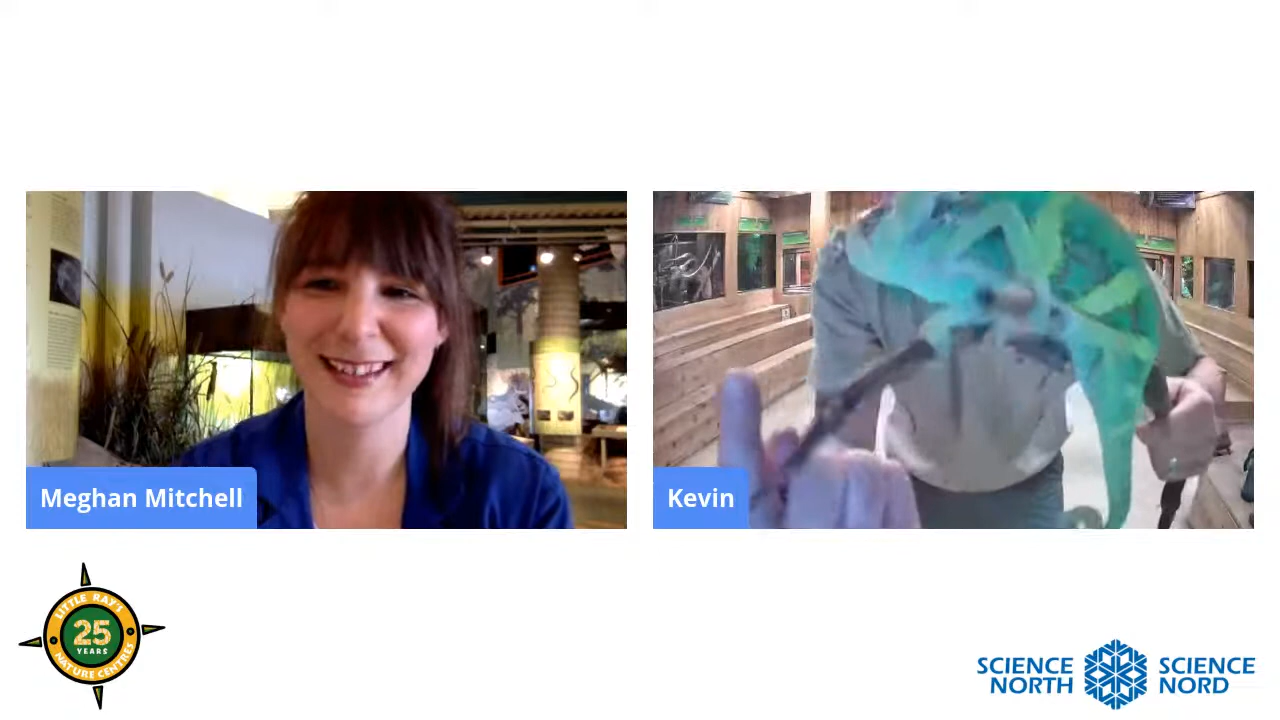 Meghan Mitchell
Kevin
LITTLE RAY'S
25
YEARS
NATURE CENTRES
SCIENCE NORTH
SCIENCE NORD